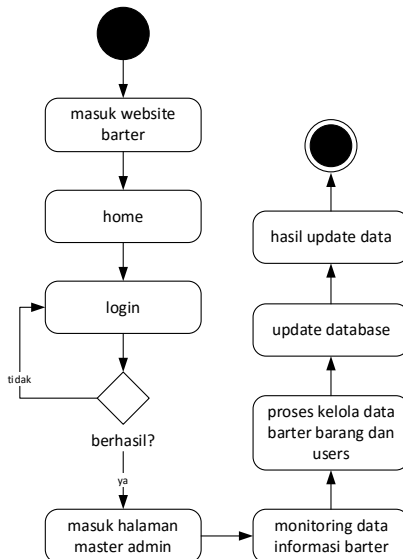 masuk website
barter
home
login
tidak
berhasil?
ya
masuk halaman
master admin
monitoring data
informasi barter
proses kelola data
barter barang dan
users
update database
hasil update data